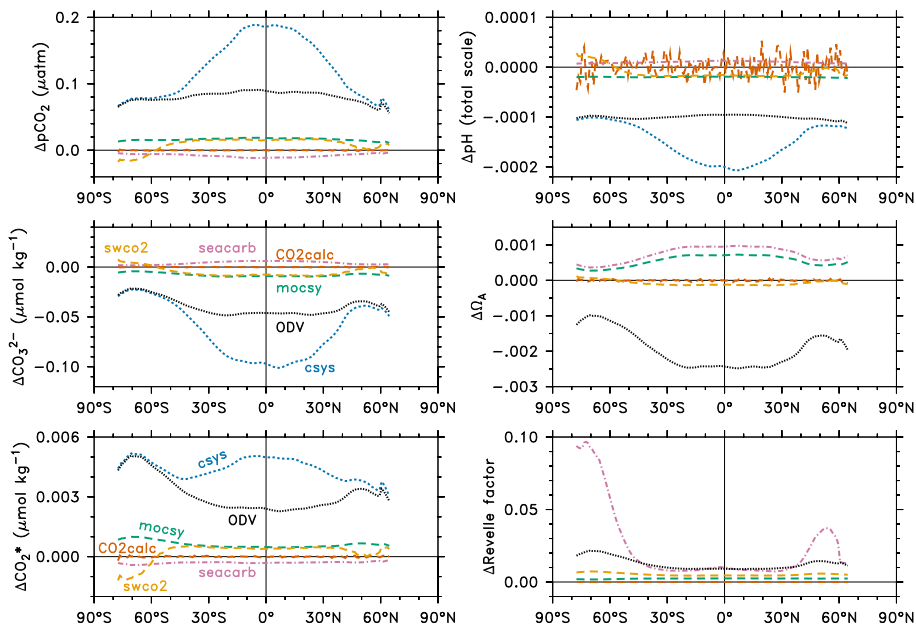 0.2
0.1
0.0
ΔpCO₂ (μatm)
90°S 60°S 30°S 0° 30°N 60°N 90°N
0.0001
0.0000
−0.0001
−0.0002
ΔpH (total scale)
90°S 60°S 30°S 0° 30°N 60°N 90°N
0.00
−0.05
−0.10
ΔCO₃²⁻ (μmol kg⁻¹)
swco2
seacarb
CO2calc
mocsy
ODV
csys
90°S 60°S 30°S 0° 30°N 60°N 90°N
0.001
0.000
−.001
−.002
−.003
ΔΩ_A
90°S 60°S 30°S 0° 30°N 60°N 90°N
0.006
0.003
0.000
ΔCO₂* (μmol kg⁻¹)
csys
ODV
mocsy
CO2calc
seacarb
swco2
90°S 60°S 30°S 0° 30°N 60°N 90°N
0.10
0.05
0.00
ΔRevelle factor
90°S 60°S 30°S 0° 30°N 60°N 90°N